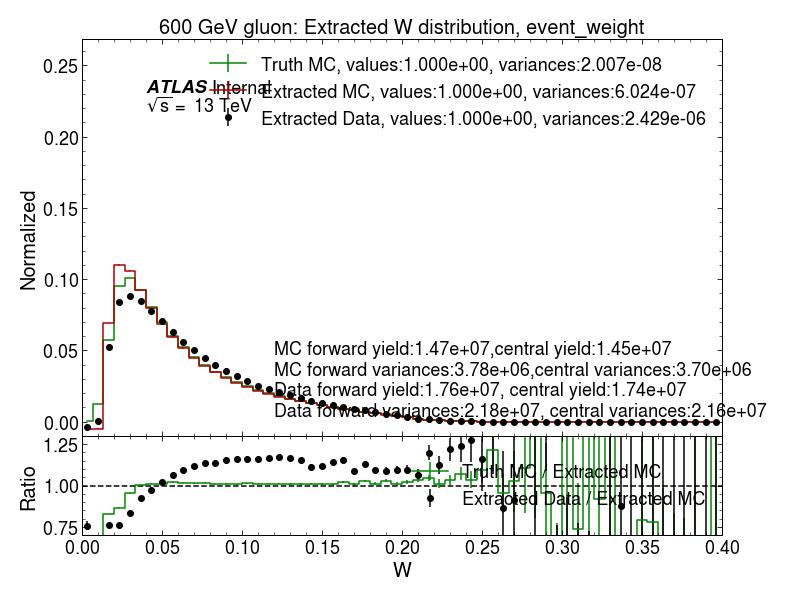 600 GeV gluon: Extracted W distribution, event_weight
Truth MC, values:1.000e+00, variances:2.007e-08
ATLAS Internal
Extracted MC, values:1.000e+00, variances:6.024e-07
√s = 13 TeV
Extracted Data, values:1.000e+00, variances:2.429e-06
Normalized
0.25
0.20
0.15
0.10
0.05
0.00
MC forward yield:1.47e+07,central yield:1.45e+07
MC forward variances:3.78e+06,central variances:3.70e+06
Data forward yield:1.76e+07, central yield:1.74e+07
Data forward variances:2.18e+07, central variances:2.16e+07
Ratio
1.25
1.00
0.75
Truth MC / Extracted MC
Extracted Data / Extracted MC
0.00 0.05 0.10 0.15 0.20 0.25 0.30 0.35 0.40
W